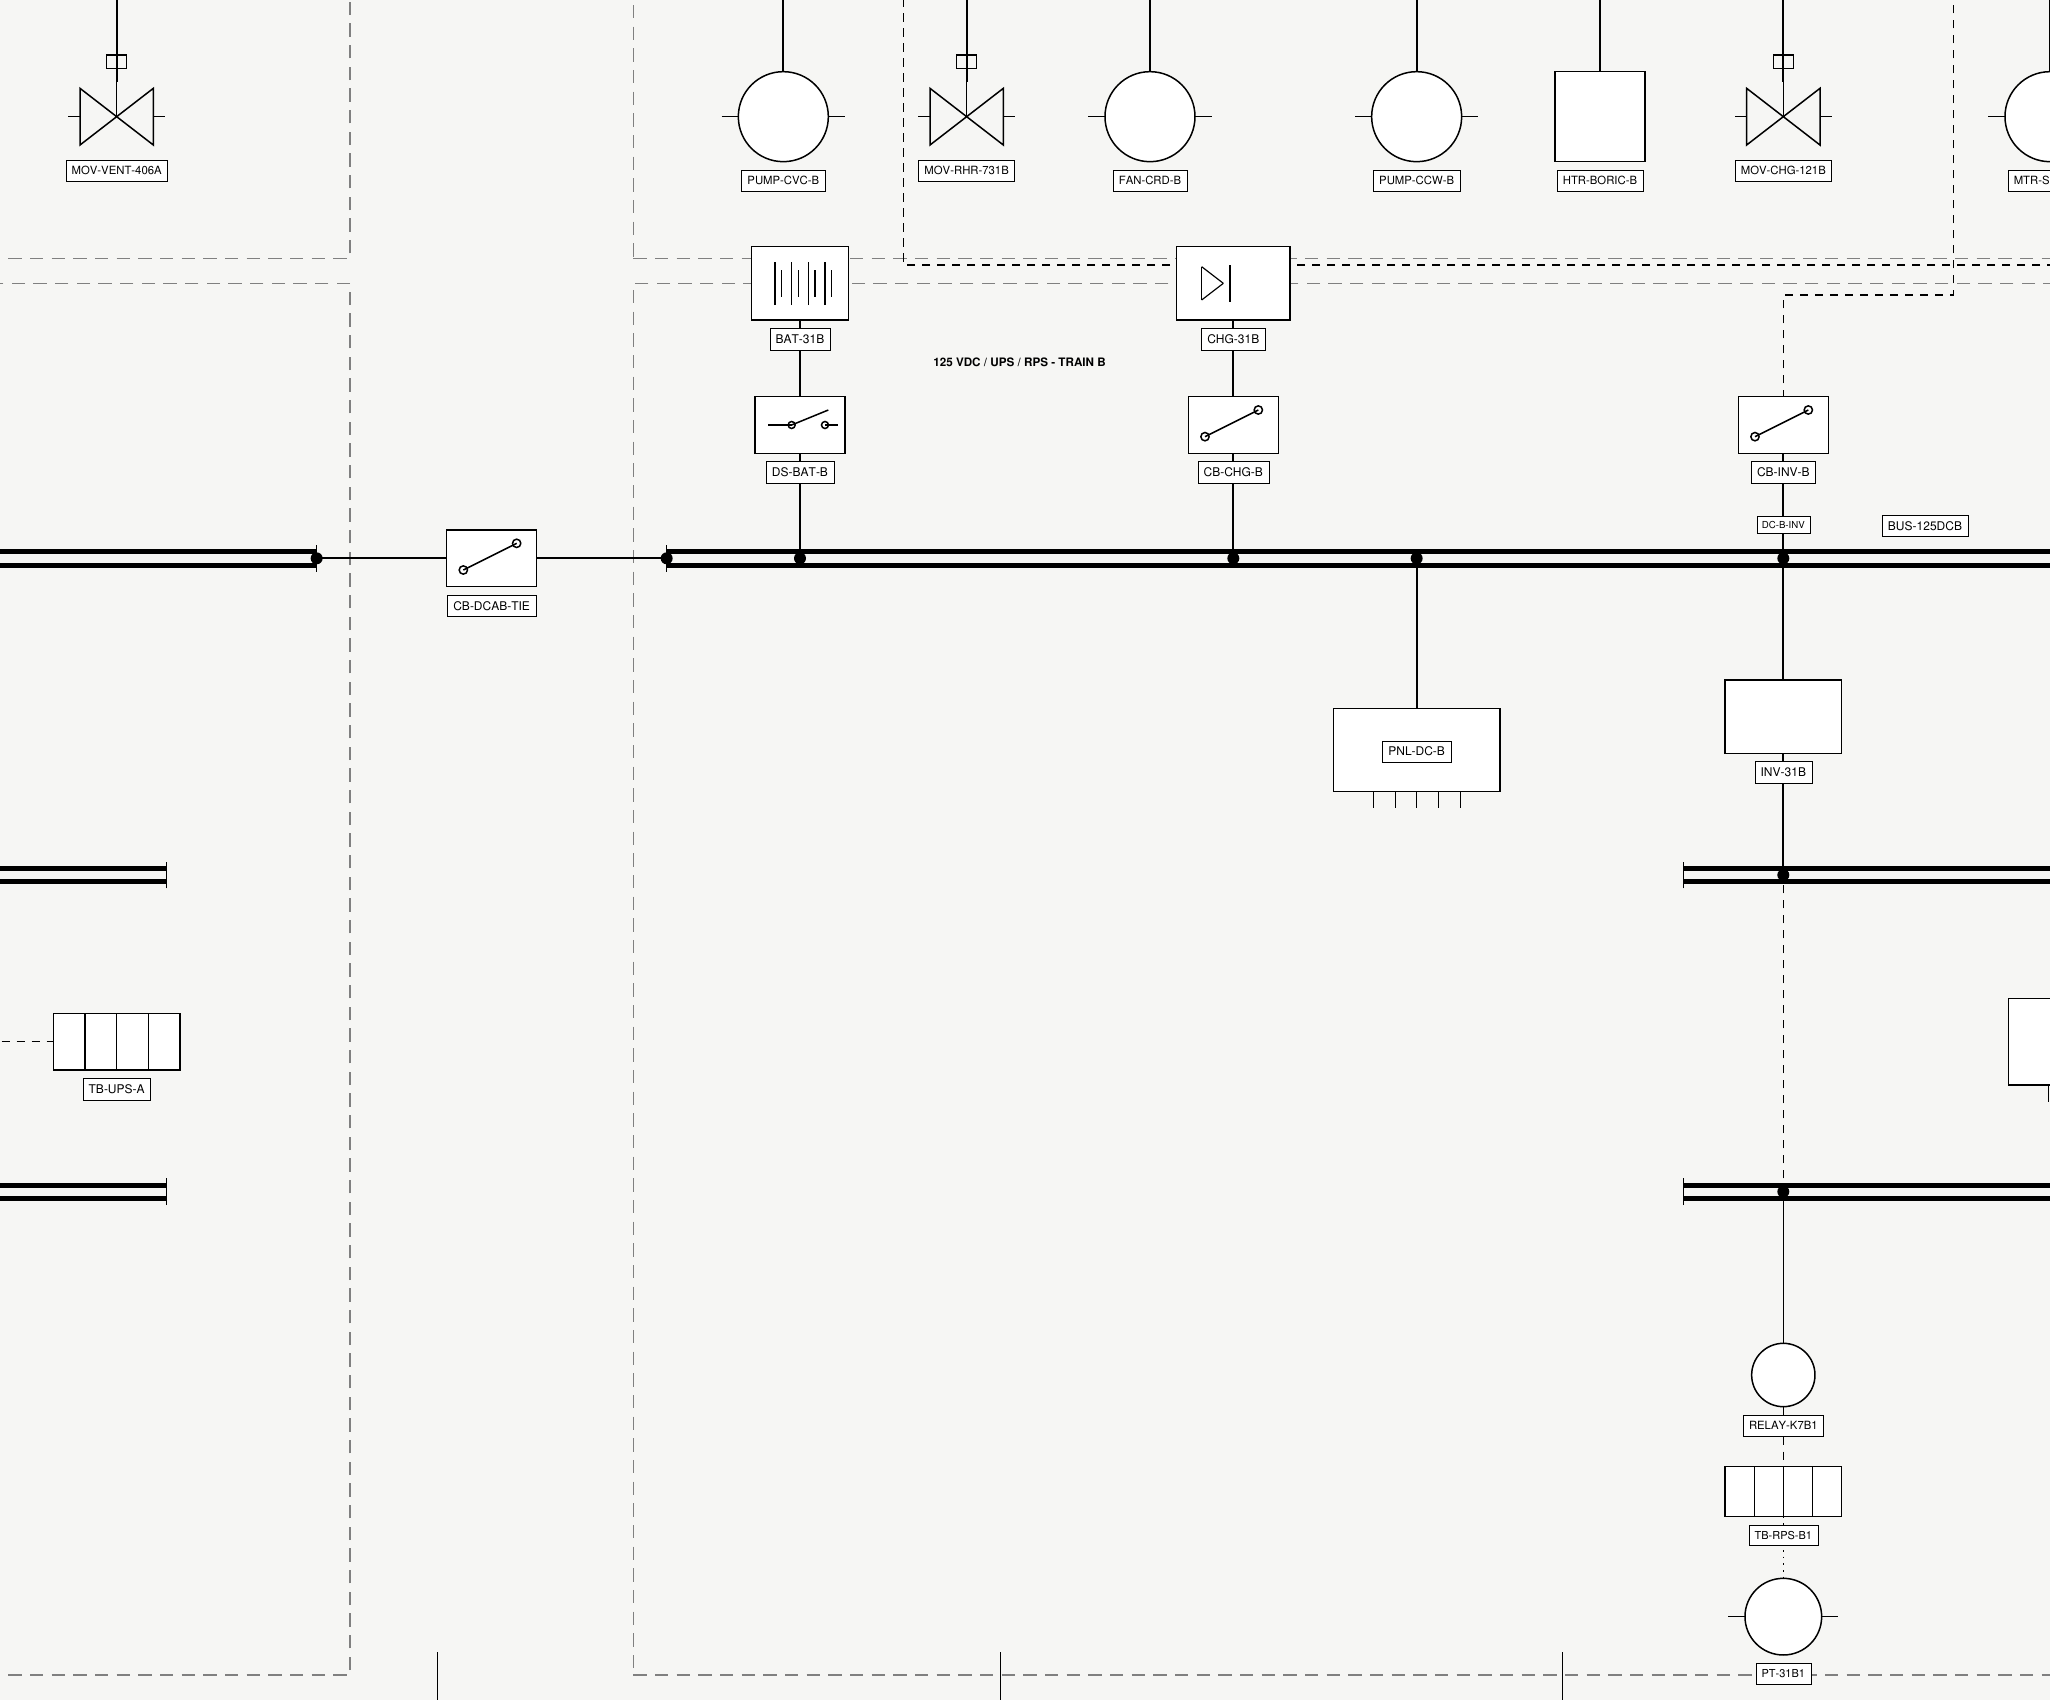 MOV-VENT-406A
PUMP-CVC-B
MOV-RHR-731B
FAN-CRD-B
PUMP-CCW-B
HTR-BORIC-B
MOV-CHG-121B
MTR-S
BAT-31B
CHG-31B
125 VDC / UPS / RPS - TRAIN B
DS-BAT-B
CB-CHG-B
CB-INV-B
DC-B-INV
BUS-125DCB
CB-DCAB-TIE
PNL-DC-B
INV-31B
TB-UPS-A
RELAY-K7B1
TB-RPS-B1
PT-31B1